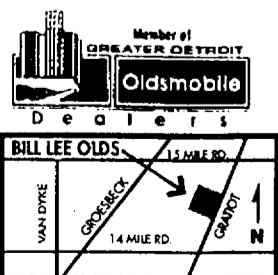 Member of
GREATER DETROIT
Oldsmobile
Dealers
BILL LEE OLDS
15 MILE RD.
VAN DYKE
GROESBECK
GRATIOT
14 MILE RD.
N